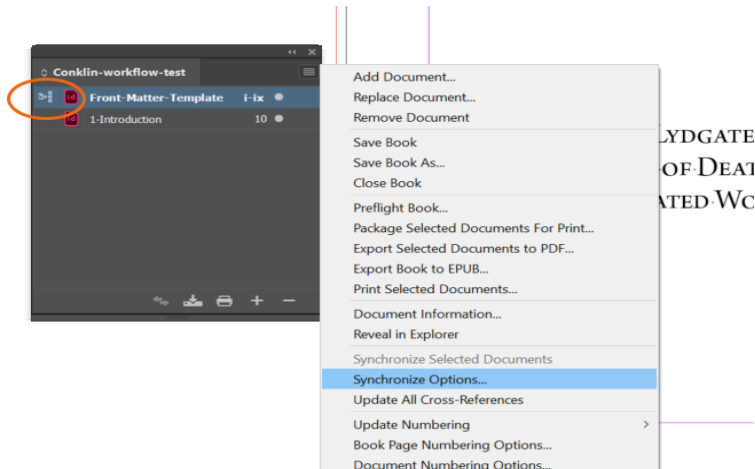 Conklin-workflow-test
Id Front-Matter-Template i-ix
Id 1-Introduction 10
Add Document...
Replace Document...
Remove Document
Save Book
Save Book As...
Close Book
Preflight Book...
Package Selected Documents For Print...
Export Selected Documents to PDF...
Export Book to EPUB...
Print Selected Documents...
Document Information...
Reveal in Explorer
Synchronize Selected Documents
Synchronize Options...
Update All Cross-References
Update Numbering >
Book Page Numbering Options...
Document Numbering Options...
LYDGATE
OF·DEAT
ATED·WO